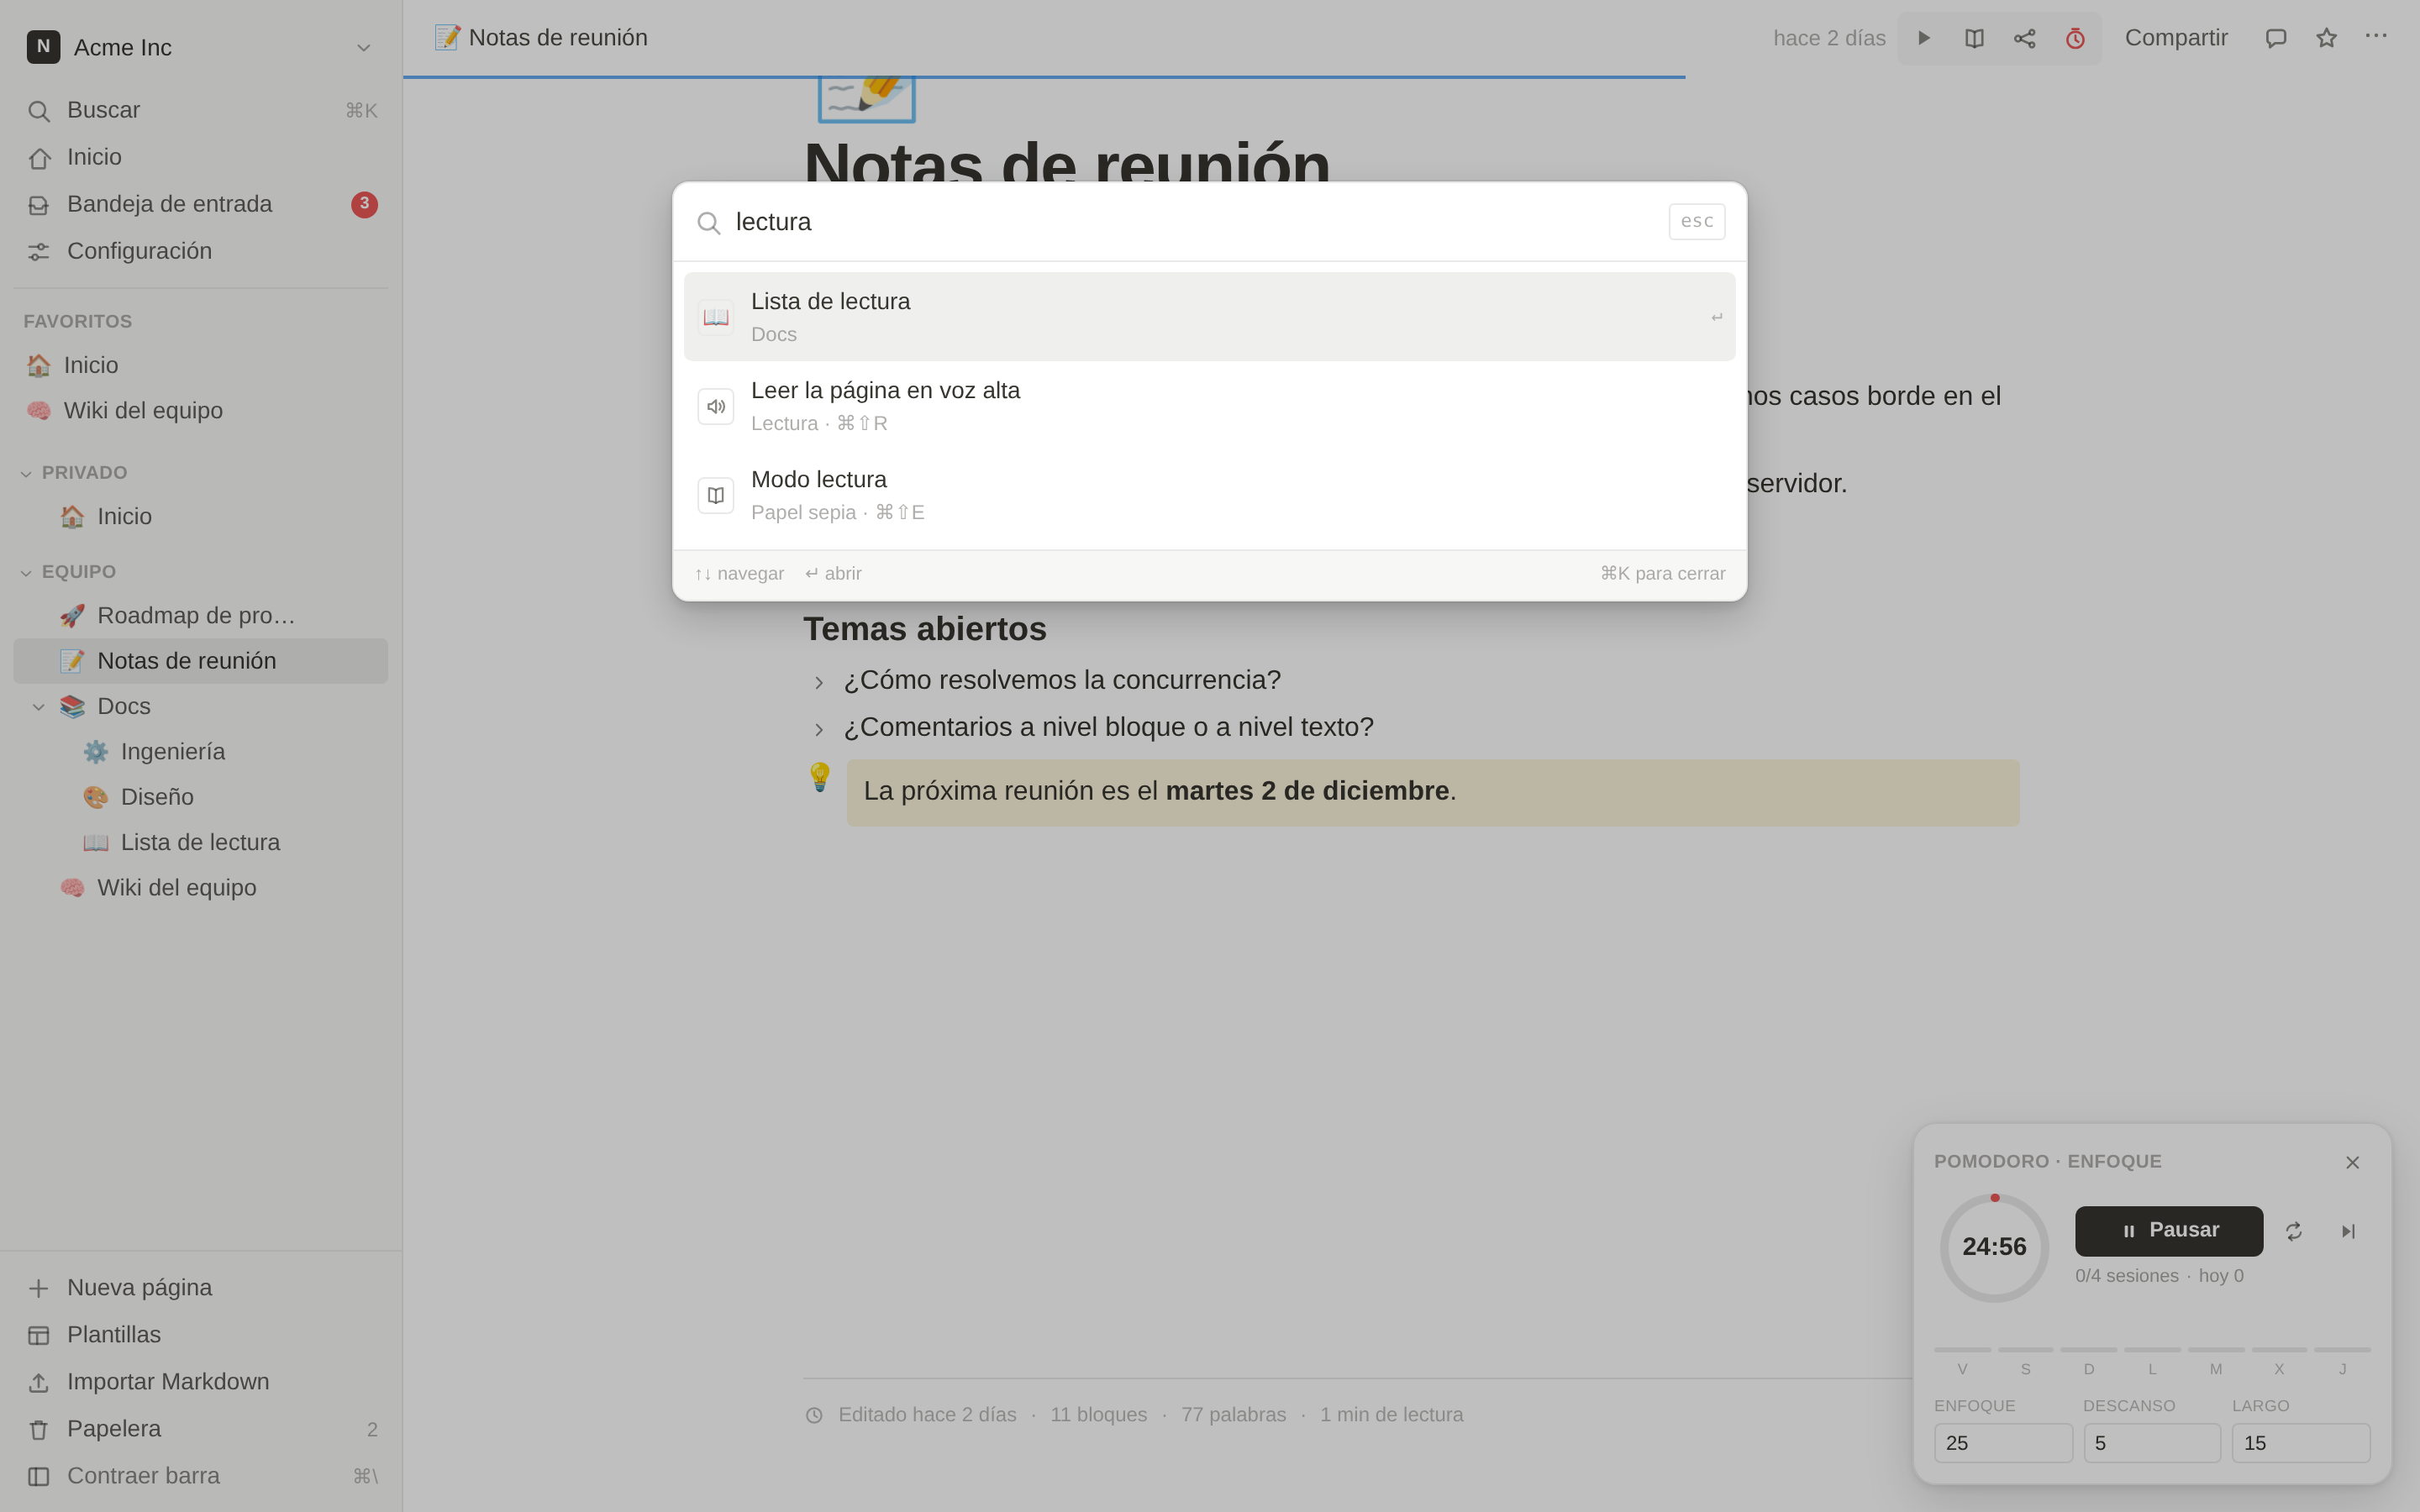 N Acme Inc
Buscar ⌘K
Inicio
Bandeja de entrada 3
Configuración
FAVORITOS
Inicio
Wiki del equipo
PRIVADO
Inicio
EQUIPO
Roadmap de pro…
Notas de reunión
Docs
Ingeniería
Diseño
Lista de lectura
Wiki del equipo
Nueva página
Plantillas
Importar Markdown
Papelera 2
Contraer barra ⌘\
Notas de reunión
hace 2 días
Compartir
Notas de reunión
lectura esc
Lista de lectura
Docs ↵
Leer la página en voz alta
Lectura · ⌘⇧R
Modo lectura
Papel sepia · ⌘⇧E
↑↓ navegar ↵ abrir ⌘K para cerrar
casos borde en el
servidor.
Temas abiertos
¿Cómo resolvemos la concurrencia?
¿Comentarios a nivel bloque o a nivel texto?
La próxima reunión es el martes 2 de diciembre.
Editado hace 2 días · 11 bloques · 77 palabras · 1 min de lectura
POMODORO · ENFOQUE
24:56
Pausar
0/4 sesiones · hoy 0
V S D L M X J
ENFOQUE DESCANSO LARGO
25 5 15